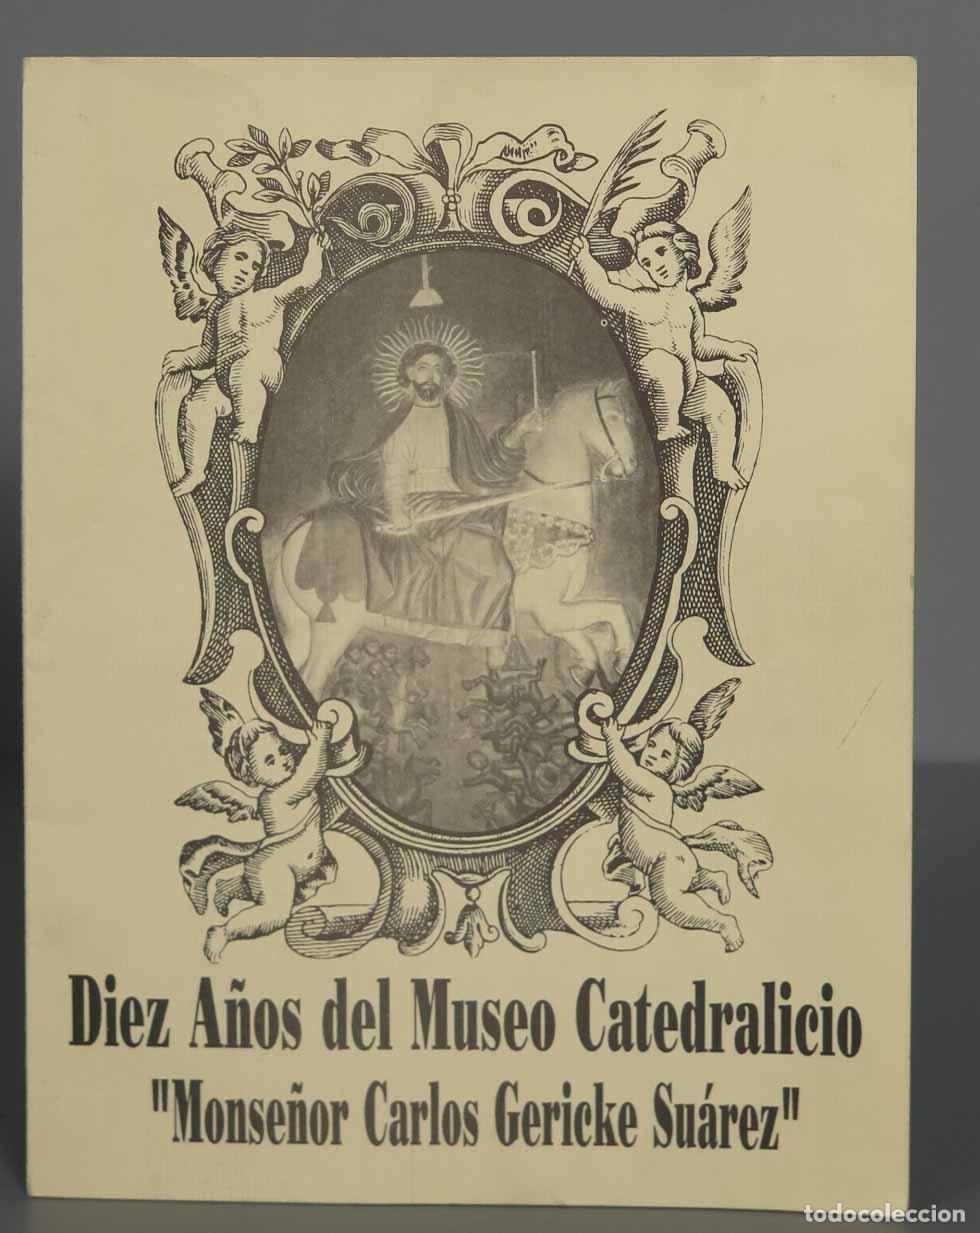 Diez Años del Museo Catedralicio
"Monseñor Carlos Gericke Suárez"
todocoleccion